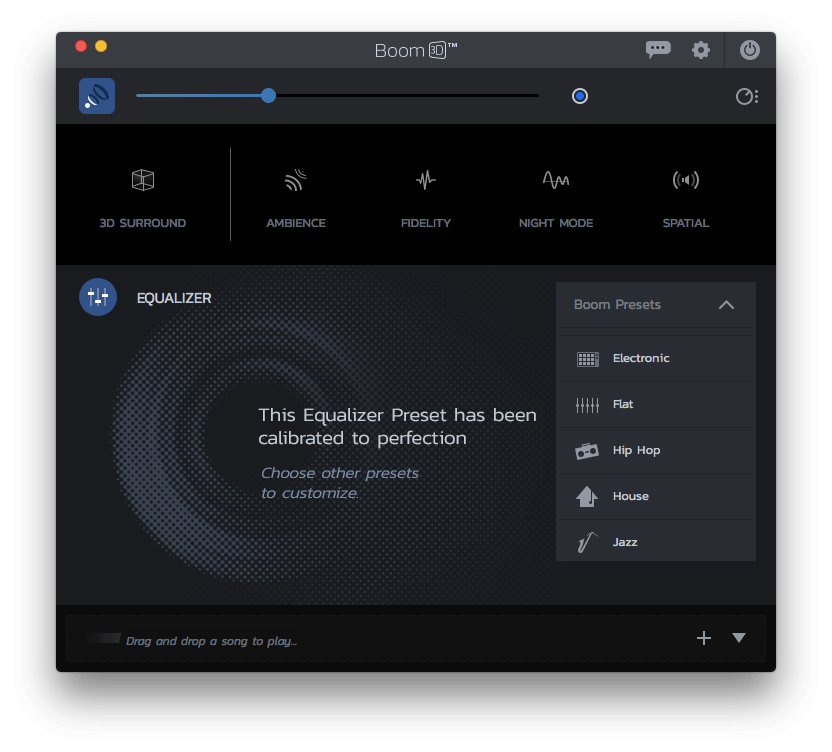 Boom 3D™
3D SURROUND
AMBIENCE
FIDELITY
NIGHT MODE
SPATIAL
EQUALIZER
Boom Presets
Electronic
Flat
Hip Hop
House
Jazz
This Equalizer Preset has been
calibrated to perfection
Choose other presets
to customize.
Drag and drop a song to play...